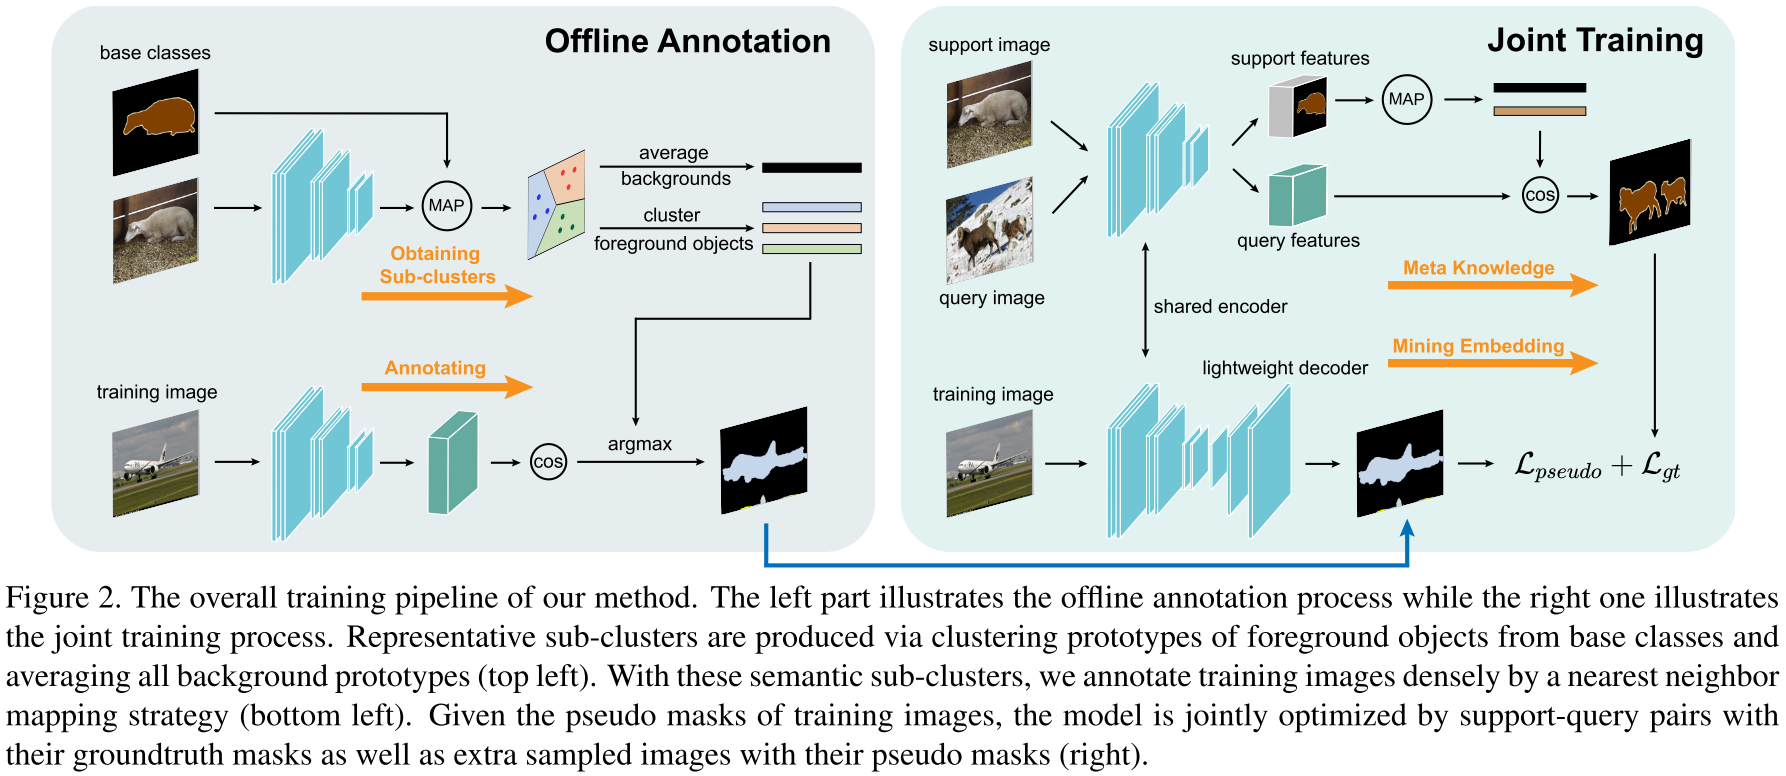 Offline Annotation
base classes
MAP
average
backgrounds
cluster
foreground objects
Obtaining
Sub-clusters
Annotating
training image
cos
argmax
Joint Training
support image
support features
MAP
cos
query features
query image
Meta Knowledge
shared encoder
Mining Embedding
lightweight decoder
training image
ℒpseudo + ℒgt
Figure 2. The overall training pipeline of our method. The left part illustrates the offline annotation process while the right one illustrates
the joint training process. Representative sub-clusters are produced via clustering prototypes of foreground objects from base classes and
averaging all background prototypes (top left). With these semantic sub-clusters, we annotate training images densely by a nearest neighbor
mapping strategy (bottom left). Given the pseudo masks of training images, the model is jointly optimized by support-query pairs with
their groundtruth masks as well as extra sampled images with their pseudo masks (right).